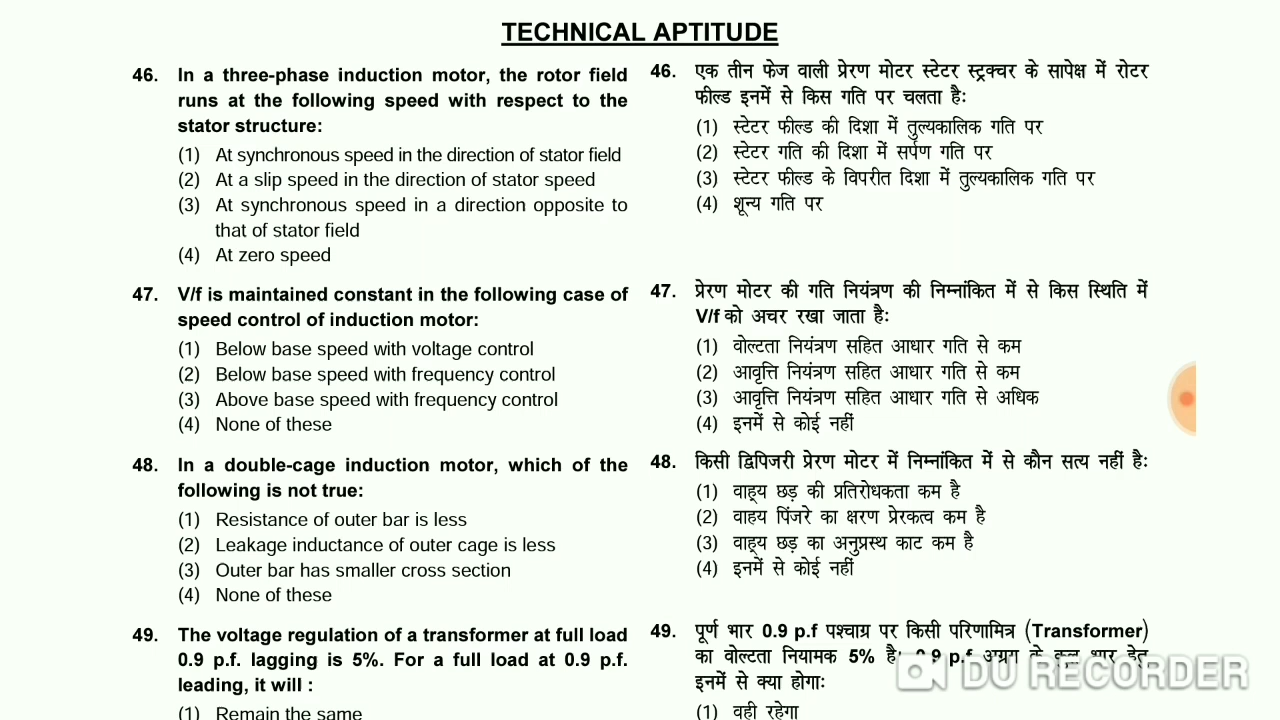 TECHNICAL APTITUDE
46. In a three-phase induction motor, the rotor field
runs at the following speed with respect to the
stator structure:
(1) At synchronous speed in the direction of stator field
(2) At a slip speed in the direction of stator speed
(3) At synchronous speed in a direction opposite to
that of stator field
(4) At zero speed
47. V/f is maintained constant in the following case of
speed control of induction motor:
(1) Below base speed with voltage control
(2) Below base speed with frequency control
(3) Above base speed with frequency control
(4) None of these
48. In a double-cage induction motor, which of the
following is not true:
(1) Resistance of outer bar is less
(2) Leakage inductance of outer cage is less
(3) Outer bar has smaller cross section
(4) None of these
49. The voltage regulation of a transformer at full load
0.9 p.f. lagging is 5%. For a full load at 0.9 p.f.
leading, it will :
(1) Remain the same
46. एक तीन फेज वाली प्रेरण मोटर स्टेटर स्ट्रक्चर के सापेक्ष में रोटर
फील्ड इनमें से किस गति पर चलता है:
(1) स्टेटर फील्ड की दिशा में तुल्यकालिक गति पर
(2) स्टेटर गति की दिशा में सर्पण गति पर
(3) स्टेटर फील्ड के विपरीत दिशा में तुल्यकालिक गति पर
(4) शून्य गति पर
47. प्रेरण मोटर की गति नियंत्रण की निम्नांकित में से किस स्थिति में
V/f को अचर रखा जाता है:
(1) वोल्टता नियंत्रण सहित आधार गति से कम
(2) आवृत्ति नियंत्रण सहित आधार गति से कम
(3) आवृत्ति नियंत्रण सहित आधार गति से अधिक
(4) इनमें से कोई नहीं
48. किसी द्विपिंजरी प्रेरण मोटर में निम्नांकित में से कौन सत्य नहीं है:
(1) वाह्य छड़ की प्रतिरोधकता कम है
(2) वाहय पिंजरे का क्षरण प्रेरकत्व कम है
(3) वाह्य छड़ का अनुप्रस्थ काट कम है
(4) इनमें से कोई नहीं
49. पूर्ण भार 0.9 p.f पश्चाग्र पर किसी परिणामित्र (Transformer)
का वोल्टता नियामक 5% है। 0.9 p.f अग्रग के कुल भार हेतु
इनमें से क्या होगा:
(1) वही रहेगा
DU RECORDER